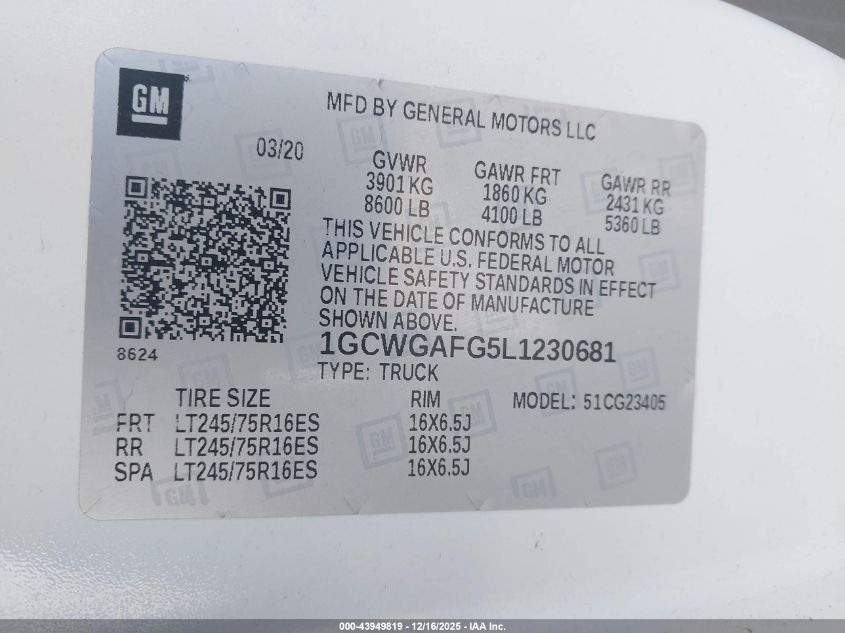 GM
MFD BY GENERAL MOTORS LLC
03/20
GVWR GAWR FRT GAWR RR
3901 KG 1860 KG 2431 KG
8600 LB 4100 LB 5360 LB
THIS VEHICLE CONFORMS TO ALL
APPLICABLE U.S. FEDERAL MOTOR
VEHICLE SAFETY STANDARDS IN EFFECT
ON THE DATE OF MANUFACTURE
SHOWN ABOVE.
8624
1GCWGAFG5L1230681
TYPE: TRUCK
TIRE SIZE RIM MODEL: 51CG23405
FRT LT245/75R16ES 16X6.5J
RR LT245/75R16ES 16X6.5J
SPA LT245/75R16ES 16X6.5J
000-43949819 - 12/16/2025 - IAA Inc.